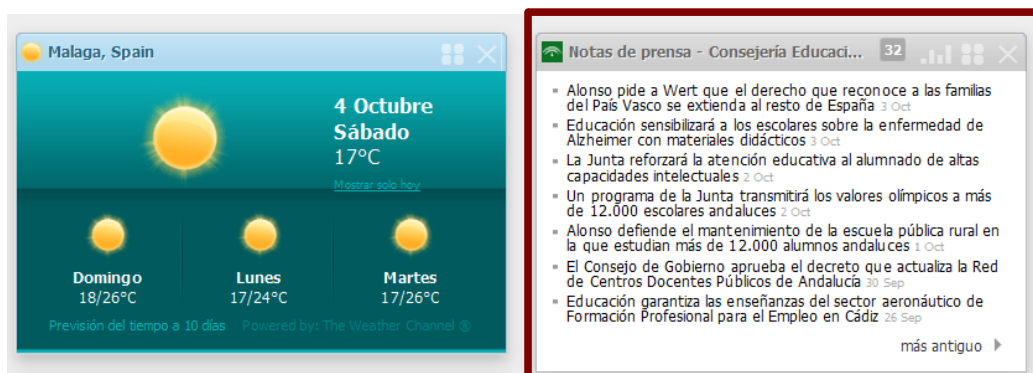 Malaga, Spain
4 Octubre
Sábado
17°C
Mostrar solo hoy
Domingo
18/26°C
Lunes
17/24°C
Martes
17/26°C
Previsión del tiempo a 10 días Powered by: The Weather Channel ®
Notas de prensa - Consejería Educaci... 32
Alonso pide a Wert que el derecho que reconoce a las familias
del País Vasco se extienda al resto de España 3 Oct
Educación sensibilizará a los escolares sobre la enfermedad de
Alzheimer con materiales didácticos 3 Oct
La Junta reforzará la atención educativa al alumnado de altas
capacidades intelectuales 2 Oct
Un programa de la Junta transmitirá los valores olímpicos a más
de 12.000 escolares andaluces 2 Oct
Alonso defiende el mantenimiento de la escuela pública rural en
la que estudian más de 12.000 alumnos andaluces 1 Oct
El Consejo de Gobierno aprueba el decreto que actualiza la Red
de Centros Docentes Públicos de Andalucía 30 Sep
Educación garantiza las enseñanzas del sector aeronáutico de
Formación Profesional para el Empleo en Cádiz 26 Sep
más antiguo